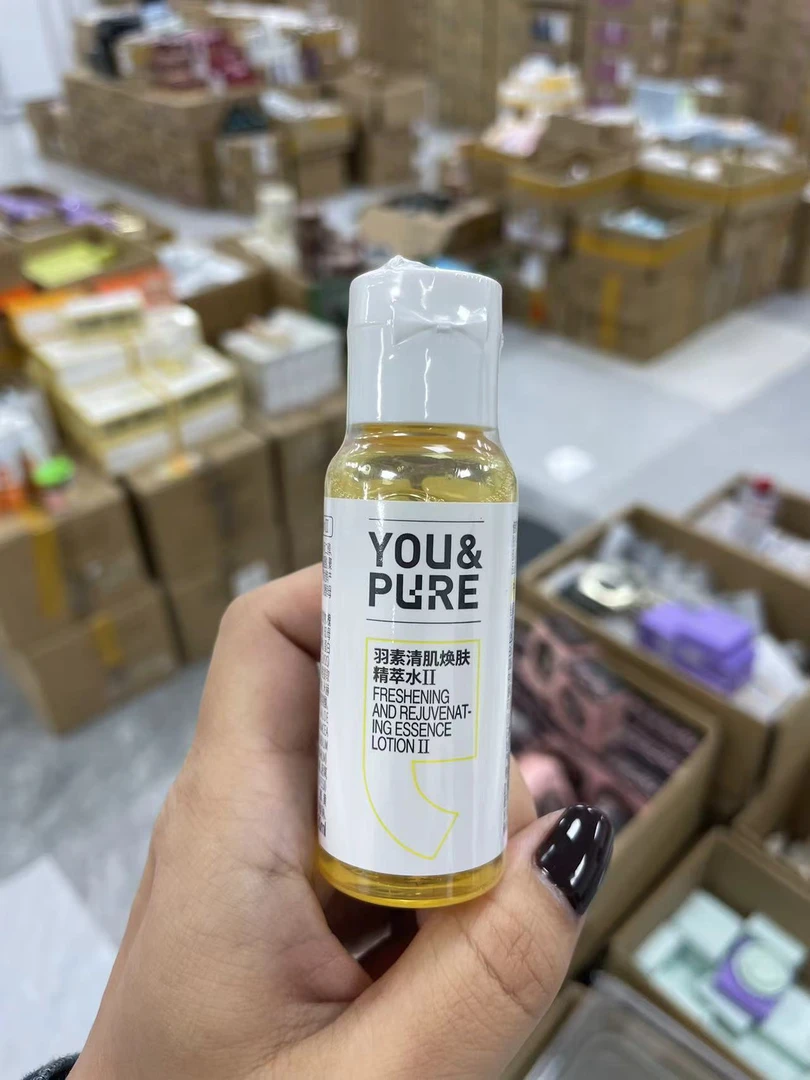 YOU&
PURE
羽素清肌焕肤
精萃水II
FRESHENING
AND REJUVENAT-
ING ESSENCE
LOTION II